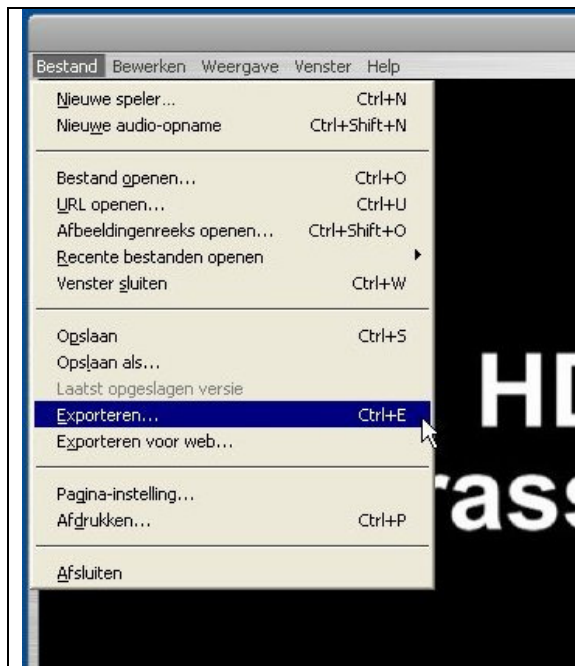 Bestand Bewerken Weergave Venster Help
Nieuwe speler... Ctrl+N
Nieuwe audio-opname Ctrl+Shift+N
Bestand openen... Ctrl+O
URL openen... Ctrl+U
Afbeeldingenreeks openen... Ctrl+Shift+O
Recente bestanden openen
Venster sluiten Ctrl+W
Opslaan Ctrl+S
Opslaan als...
Laatst opgeslagen versie
Exporteren... Ctrl+E
Exporteren voor web...
Pagina-instelling...
Afdrukken... Ctrl+P
Afsluiten